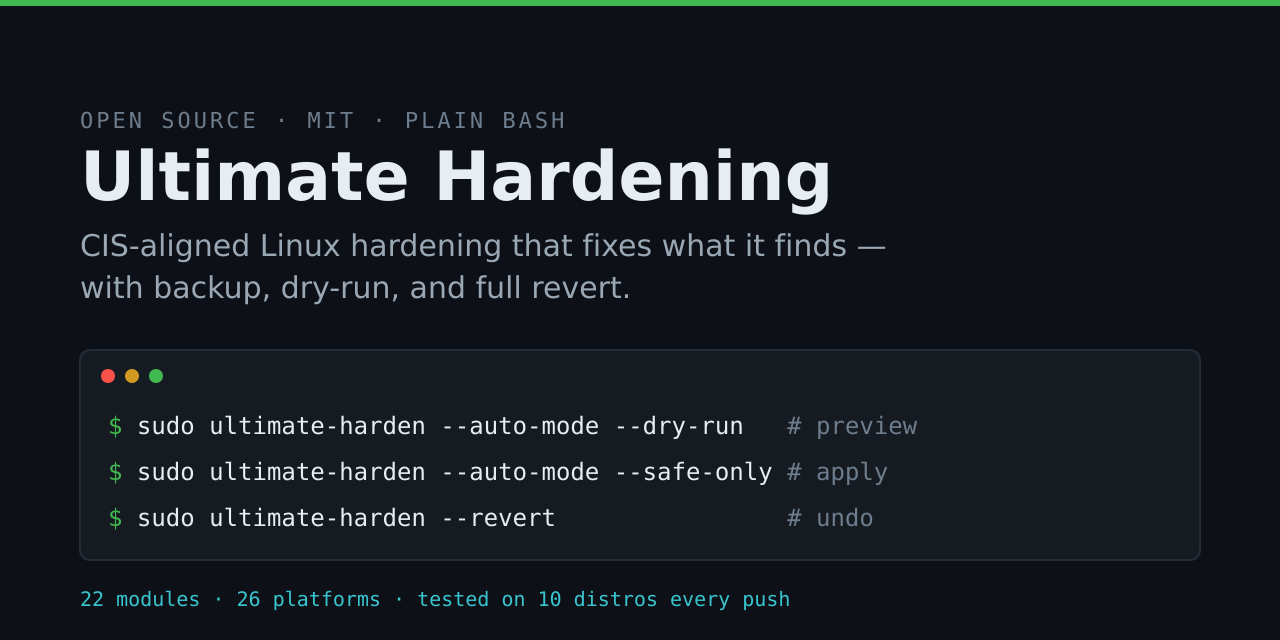 OPEN SOURCE · MIT · PLAIN BASH
Ultimate Hardening
CIS-aligned Linux hardening that fixes what it finds —
with backup, dry-run, and full revert.
$ sudo ultimate-harden --auto-mode --dry-run   # preview
$ sudo ultimate-harden --auto-mode --safe-only # apply
$ sudo ultimate-harden --revert                # undo
22 modules · 26 platforms · tested on 10 distros every push